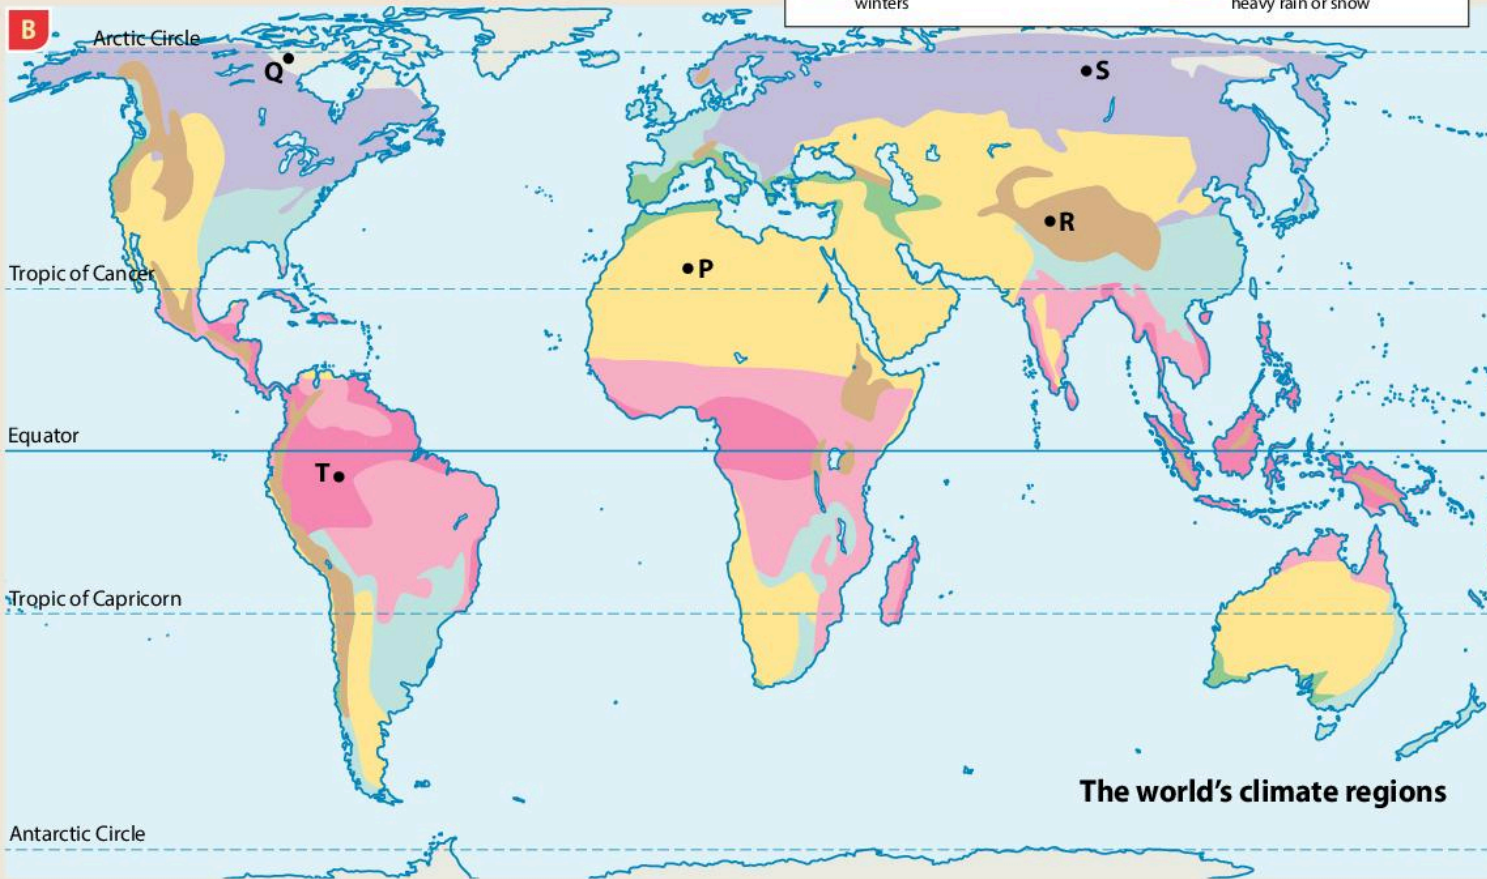 winters
heavy rain or snow
B
Arctic Circle
Q
S
R
P
Tropic of Cancer
Equator
T
Tropic of Capricorn
The world's climate regions
Antarctic Circle